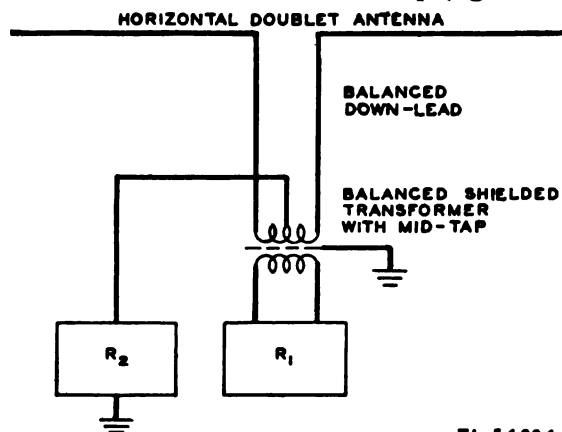 HORIZONTAL DOUBLET ANTENNA
BALANCED
DOWN-LEAD
BALANCED SHIELDED
TRANSFORMER
WITH MID-TAP
R2
R1